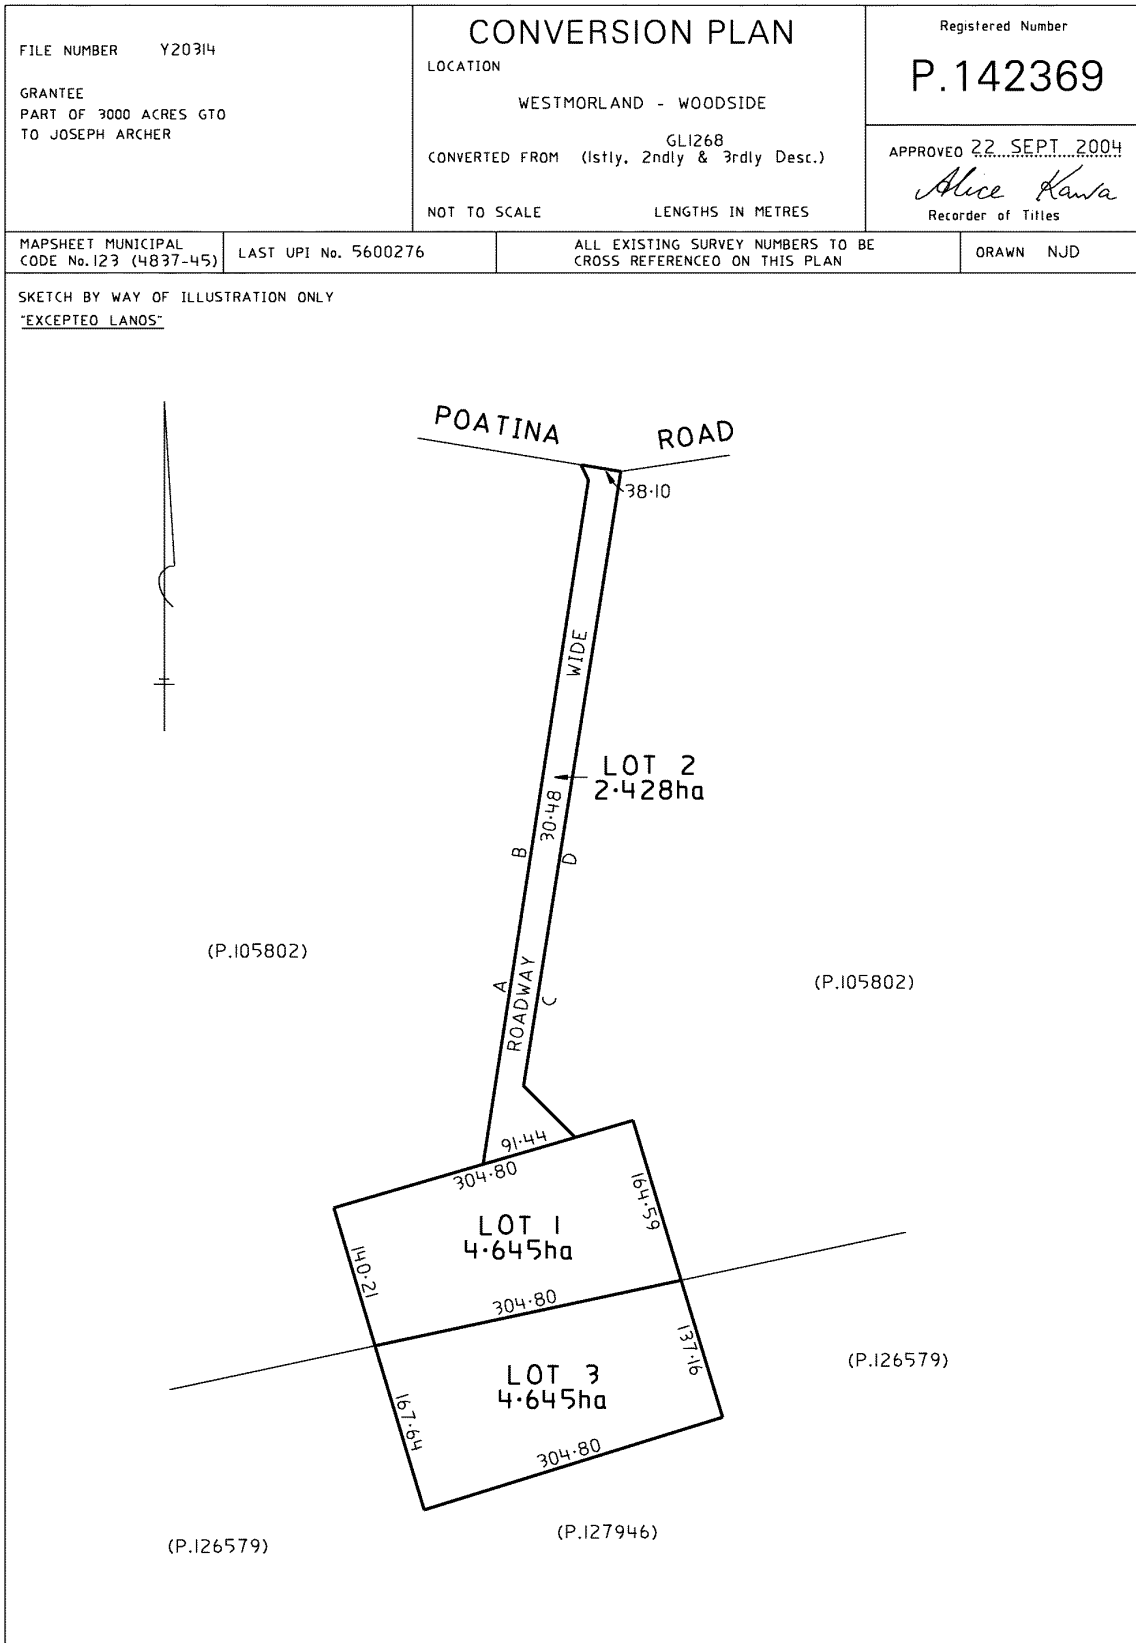 FILE NUMBER Y20314
GRANTEE
PART OF 3000 ACRES GTD
TO JOSEPH ARCHER
CONVERSION PLAN
LOCATION
WESTMORLAND - WOODSIDE
GL1268
CONVERTED FROM (1stly, 2ndly & 3rdly Desc.)
NOT TO SCALE LENGTHS IN METRES
Registered Number
P.142369
APPROVED 22 SEPT 2004
Alice Kawa
Recorder of Titles
MAPSHEET MUNICIPAL
CODE No.123 (4837-45)
LAST UPI No. 5600276
ALL EXISTING SURVEY NUMBERS TO BE
CROSS REFERENCED ON THIS PLAN
DRAWN NJD
SKETCH BY WAY OF ILLUSTRATION ONLY
"EXCEPTED LANDS"
POATINA ROAD
38·10
WIDE
LOT 2
2·428ha
30·48
B
D
(P.105802)
A
ROADWAY
C
(P.105802)
91·44
304·80
164·59
LOT 1
4·645ha
140·21
304·80
137·16
(P.126579)
LOT 3
4·645ha
167·64
304·80
(P.126579)
(P.127946)